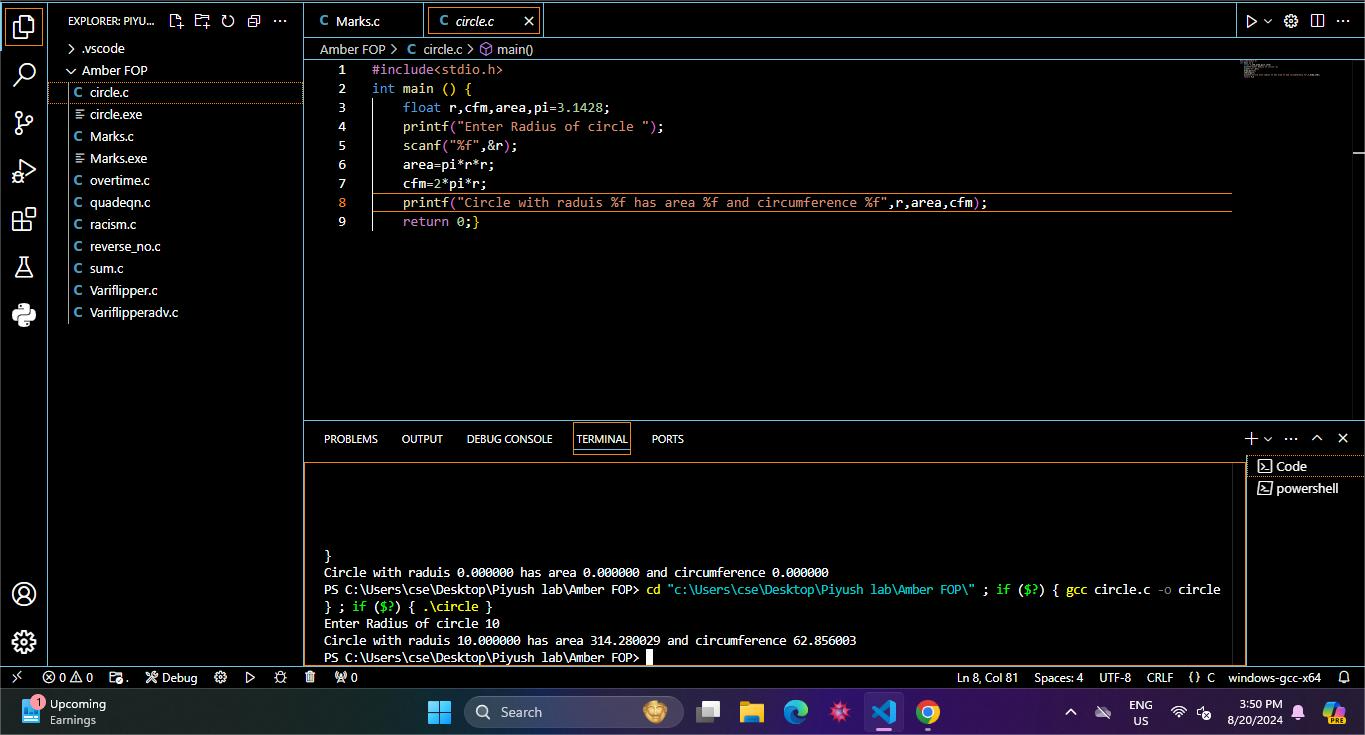 EXPLORER: PIYU...
.vscode
Amber FOP
C circle.c
circle.exe
C Marks.c
Marks.exe
C overtime.c
C quadeqn.c
C racism.c
C reverse_no.c
C sum.c
C Variflipper.c
C Variflipperadv.c
C Marks.c
C circle.c
Amber FOP > C circle.c > main()
1 #include<stdio.h>
2 int main () {
3 float r,cfm,area,pi=3.1428;
4 printf("Enter Radius of circle ");
5 scanf("%f",&r);
6 area=pi*r*r;
7 cfm=2*pi*r;
8 printf("Circle with raduis %f has area %f and circumference %f",r,area,cfm);
9 return 0;}
PROBLEMS OUTPUT DEBUG CONSOLE TERMINAL PORTS
Code
powershell
}
Circle with raduis 0.000000 has area 0.000000 and circumference 0.000000
PS C:\Users\cse\Desktop\Piyush lab\Amber FOP> cd "c:\Users\cse\Desktop\Piyush lab\Amber FOP\" ; if ($?) { gcc circle.c -o circle
} ; if ($?) { .\circle }
Enter Radius of circle 10
Circle with raduis 10.000000 has area 314.280029 and circumference 62.856003
PS C:\Users\cse\Desktop\Piyush lab\Amber FOP>
0 0 Debug 0 Ln 8, Col 81 Spaces: 4 UTF-8 CRLF {} C windows-gcc-x64
1
Upcoming
Earnings
Search
ENG
US
3:50 PM
8/20/2024
PRE